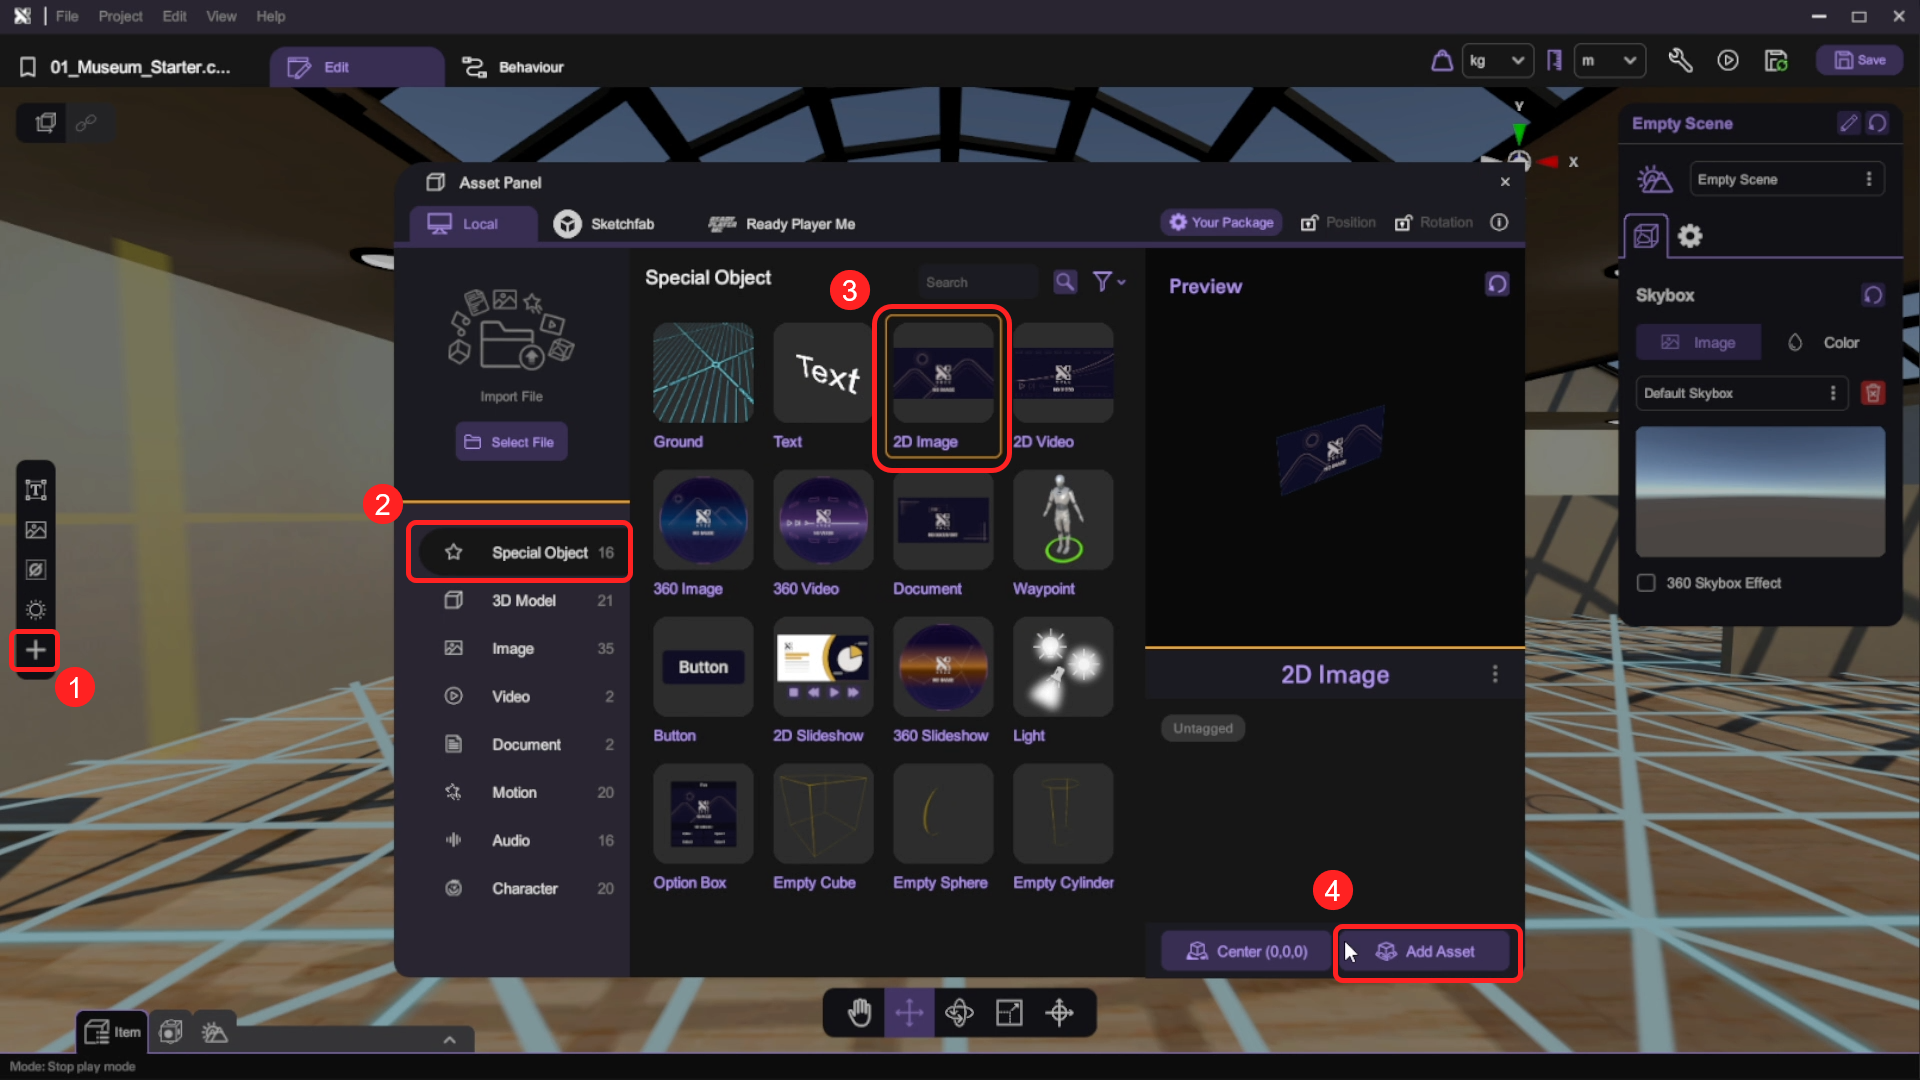 File Project Edit View Help
01_Museum_Starter.c... Edit Behaviour kg m Save
Y
X
Empty Scene
Empty Scene
Skybox
Image Color
Default Skybox
360 Skybox Effect
Asset Panel
Local Sketchfab Ready Player Me Your Package Position Rotation
Import File
Select File
Special Object 16
3D Model 21
Image 35
Video 2
Document 2
Motion 20
Audio 16
Character 20
Special Object Search
Text
Ground Text 2D Image 2D Video
360 Image 360 Video Document Waypoint
Button
Button 2D Slideshow 360 Slideshow Light
Option Box Empty Cube Empty Sphere Empty Cylinder
Preview
2D Image
Untagged
Center (0,0,0) Add Asset
1
2
3
4
Item
Mode: Stop play mode